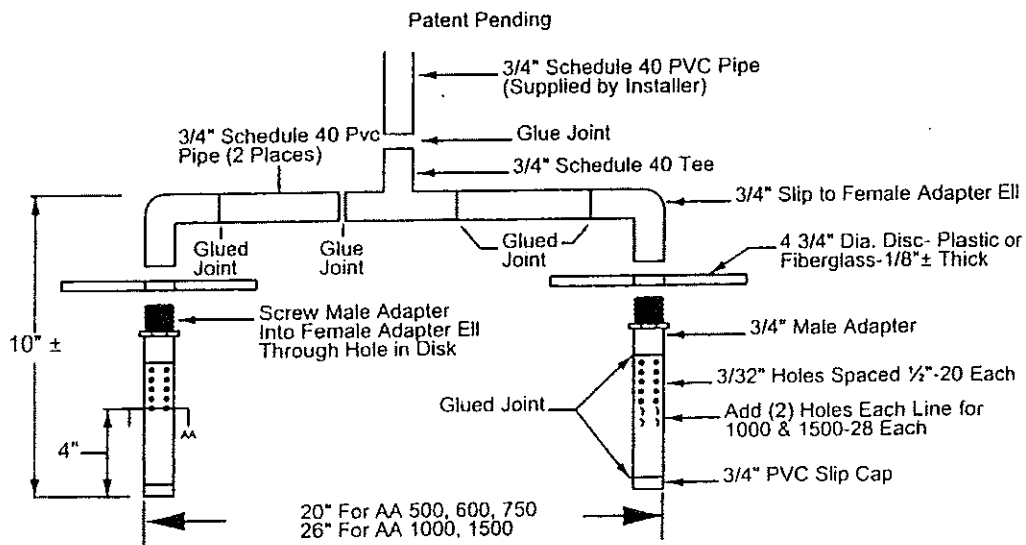 Patent Pending
3/4" Schedule 40 PVC Pipe
(Supplied by Installer)
3/4" Schedule 40 Pvc
Pipe (2 Places)
Glue Joint
3/4" Schedule 40 Tee
3/4" Slip to Female Adapter Ell
Glued
Joint
Glue
Joint
Glued
Joint
4 3/4" Dia. Disc- Plastic or
Fiberglass-1/8"± Thick
Screw Male Adapter
Into Female Adapter Ell
Through Hole in Disk
3/4" Male Adapter
10" ±
3/32" Holes Spaced ½"-20 Each
Glued Joint
Add (2) Holes Each Line for
1000 & 1500-28 Each
AA
4"
3/4" PVC Slip Cap
20" For AA 500, 600, 750
26" For AA 1000, 1500